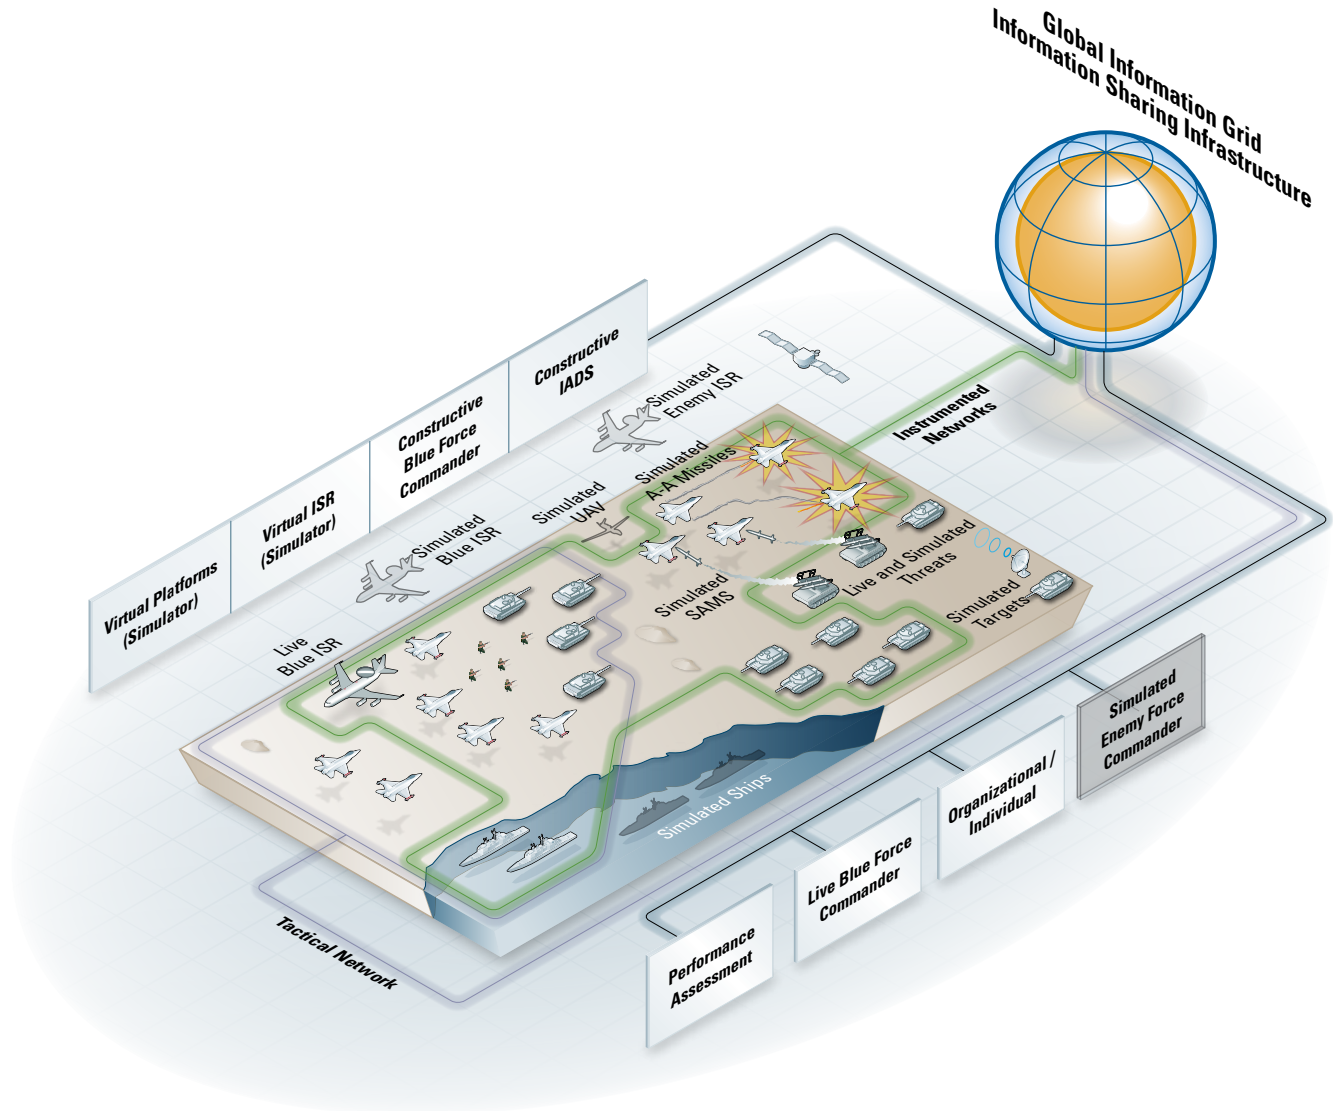 Global Information Grid
Information Sharing Infrastructure
Constructive
IADS
Constructive
Blue Force
Commander
Virtual ISR
(Simulator)
Virtual Platforms
(Simulator)
Simulated
Enemy ISR
Instrumented
Networks
Simulated
A-A Missiles
Simulated
UAV
Simulated
Blue ISR
Live
Blue ISR
Simulated
SAMS
Live and Simulated
Threats
Simulated
Targets
Simulated Ships
Tactical Network
Simulated
Enemy Force
Commander
Organizational /
Individual
Live Blue Force
Commander
Performance
Assessment